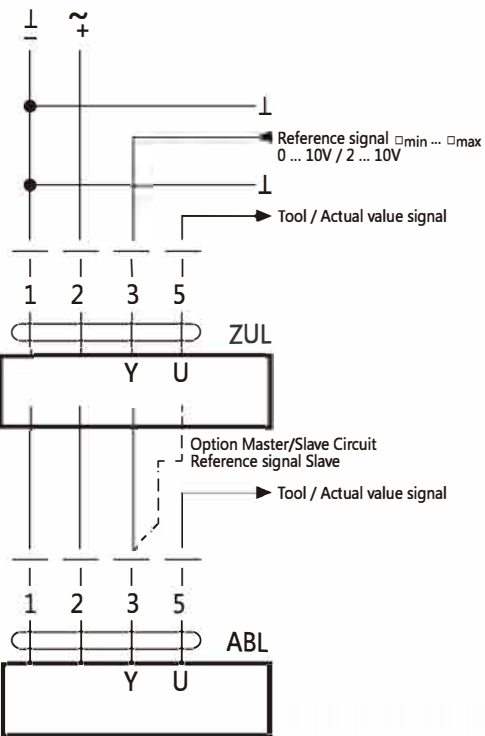 ⊥ ~
− +
⊥
Reference signal □min ... □max
0 ... 10V / 2 ... 10V
⊥
Tool / Actual value signal
1 2 3 5
ZUL
Y U
Option Master/Slave Circuit
Reference signal Slave
Tool / Actual value signal
1 2 3 5
ABL
Y U